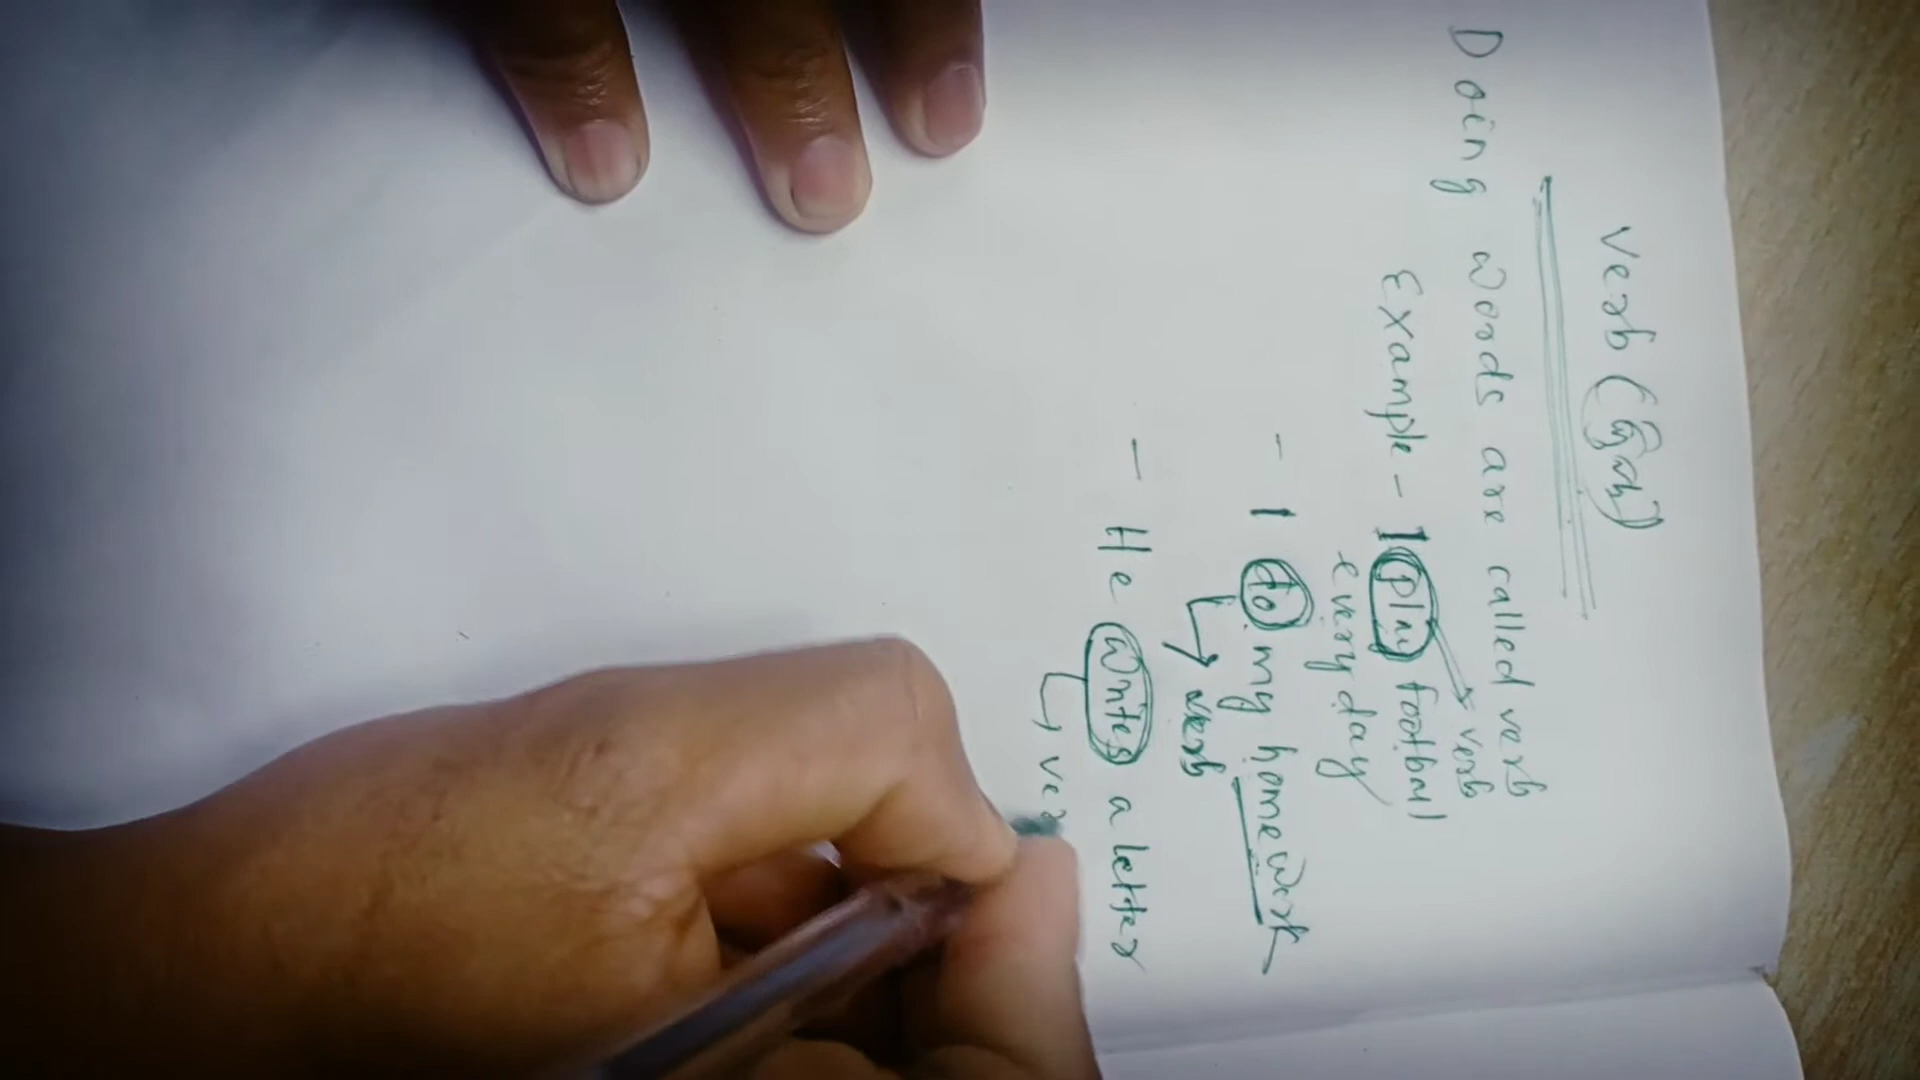 Verb (
Doing words are called verb
Example - I play football
verb
every day
- I do my homework
verb
- He writes a letter
ve